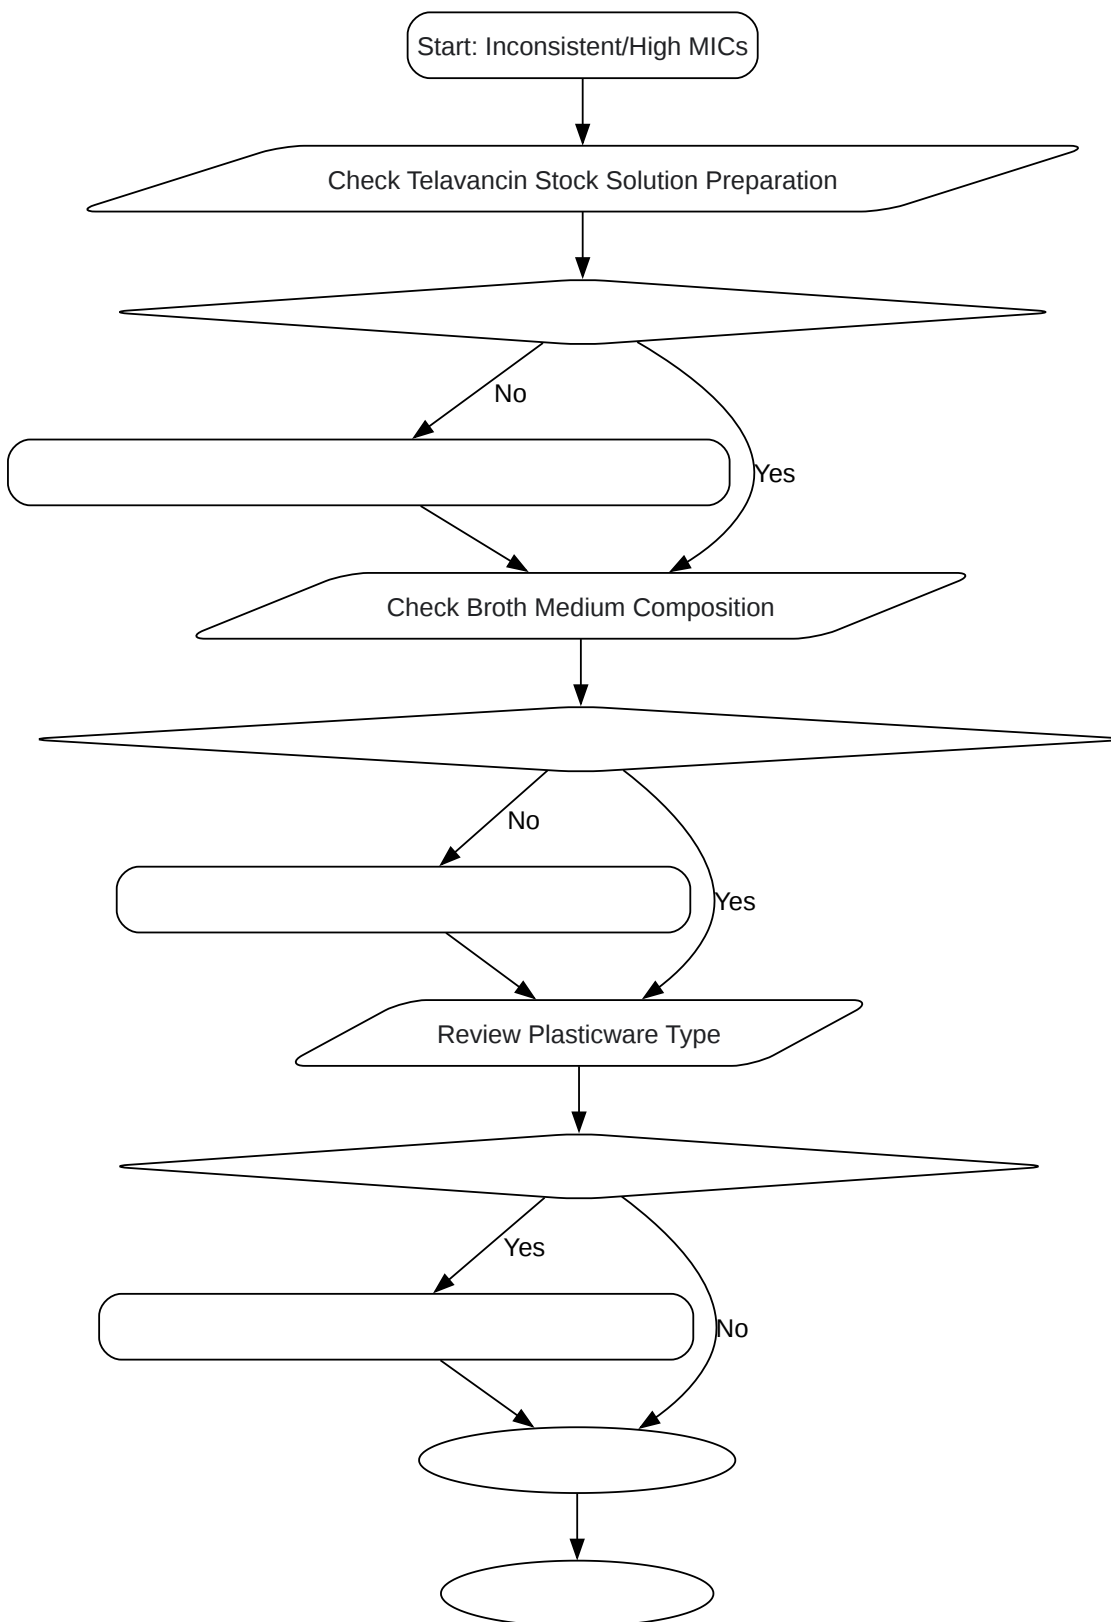 Start: Inconsistent/High MICs
Check Telavancin Stock Solution Preparation
No
Yes
Check Broth Medium Composition
No
Yes
Review Plasticware Type
Yes
No